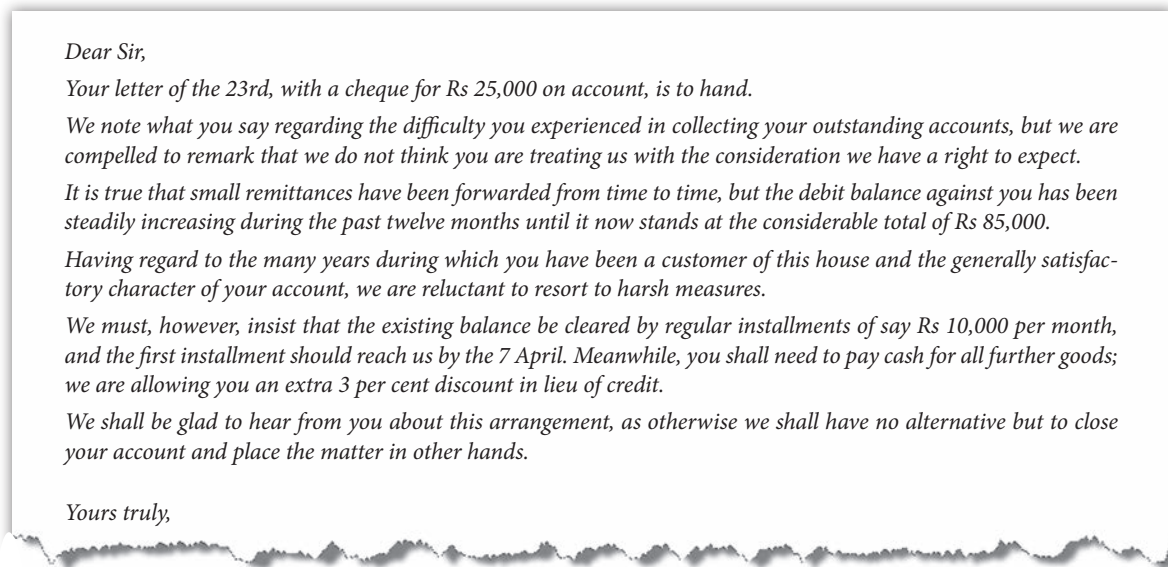 Dear Sir,
Your letter of the 23rd, with a cheque for Rs 25,000 on account, is to hand.
We note what you say regarding the difficulty you experienced in collecting your outstanding accounts, but we are
compelled to remark that we do not think you are treating us with the consideration we have a right to expect.
It is true that small remittances have been forwarded from time to time, but the debit balance against you has been
steadily increasing during the past twelve months until it now stands at the considerable total of Rs 85,000.
Having regard to the many years during which you have been a customer of this house and the generally satisfac-
tory character of your account, we are reluctant to resort to harsh measures.
We must, however, insist that the existing balance be cleared by regular installments of say Rs 10,000 per month,
and the first installment should reach us by the 7 April. Meanwhile, you shall need to pay cash for all further goods;
we are allowing you an extra 3 per cent discount in lieu of credit.
We shall be glad to hear from you about this arrangement, as otherwise we shall have no alternative but to close
your account and place the matter in other hands.
Yours truly,